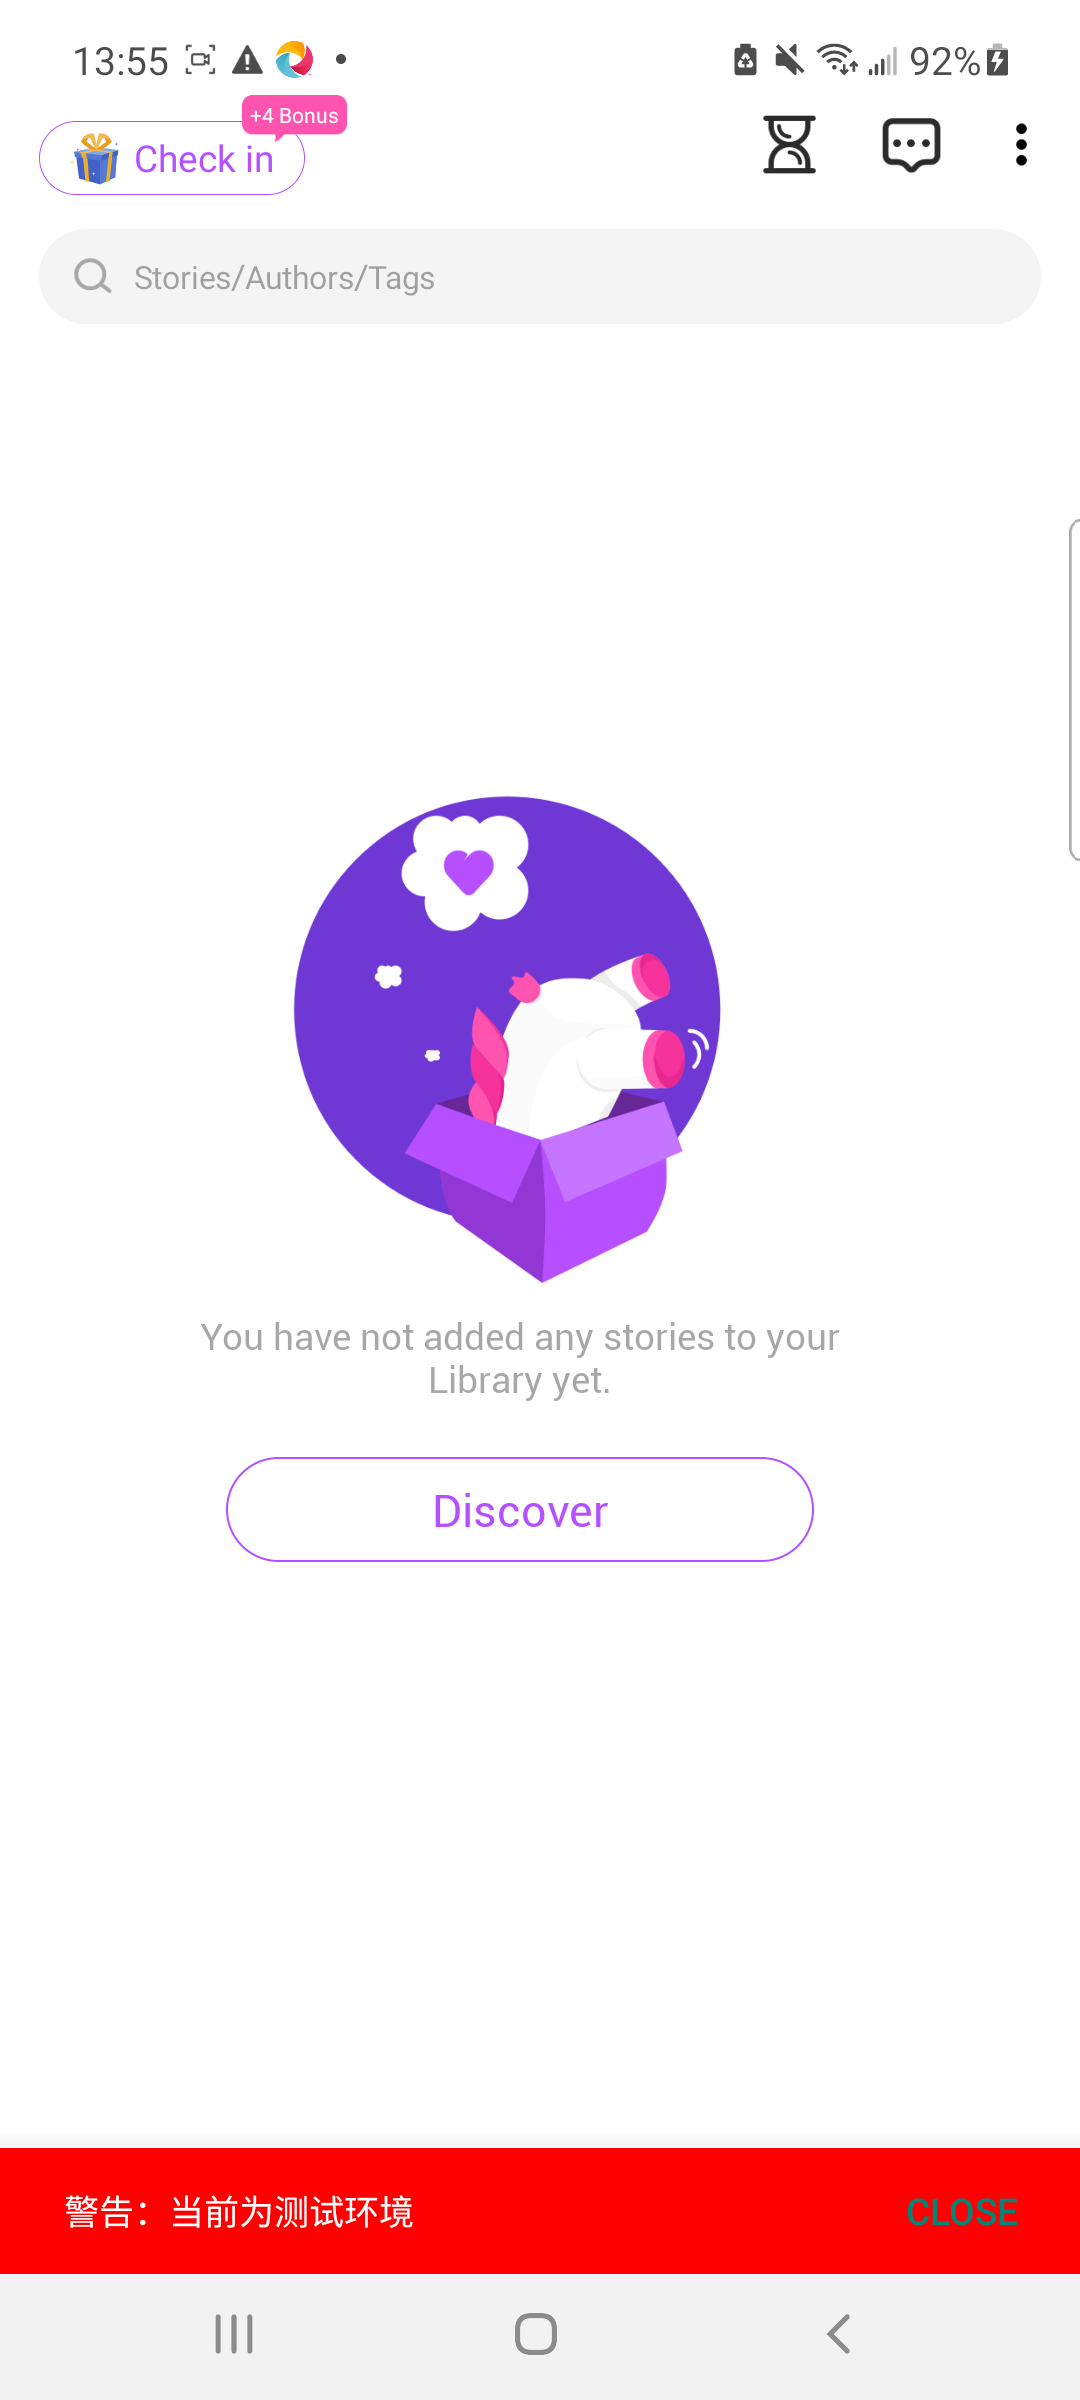 13:55
92%
+4 Bonus
Check in
Stories/Authors/Tags
You have not added any stories to your
Library yet.
Discover
警告：当前为测试环境
CLOSE